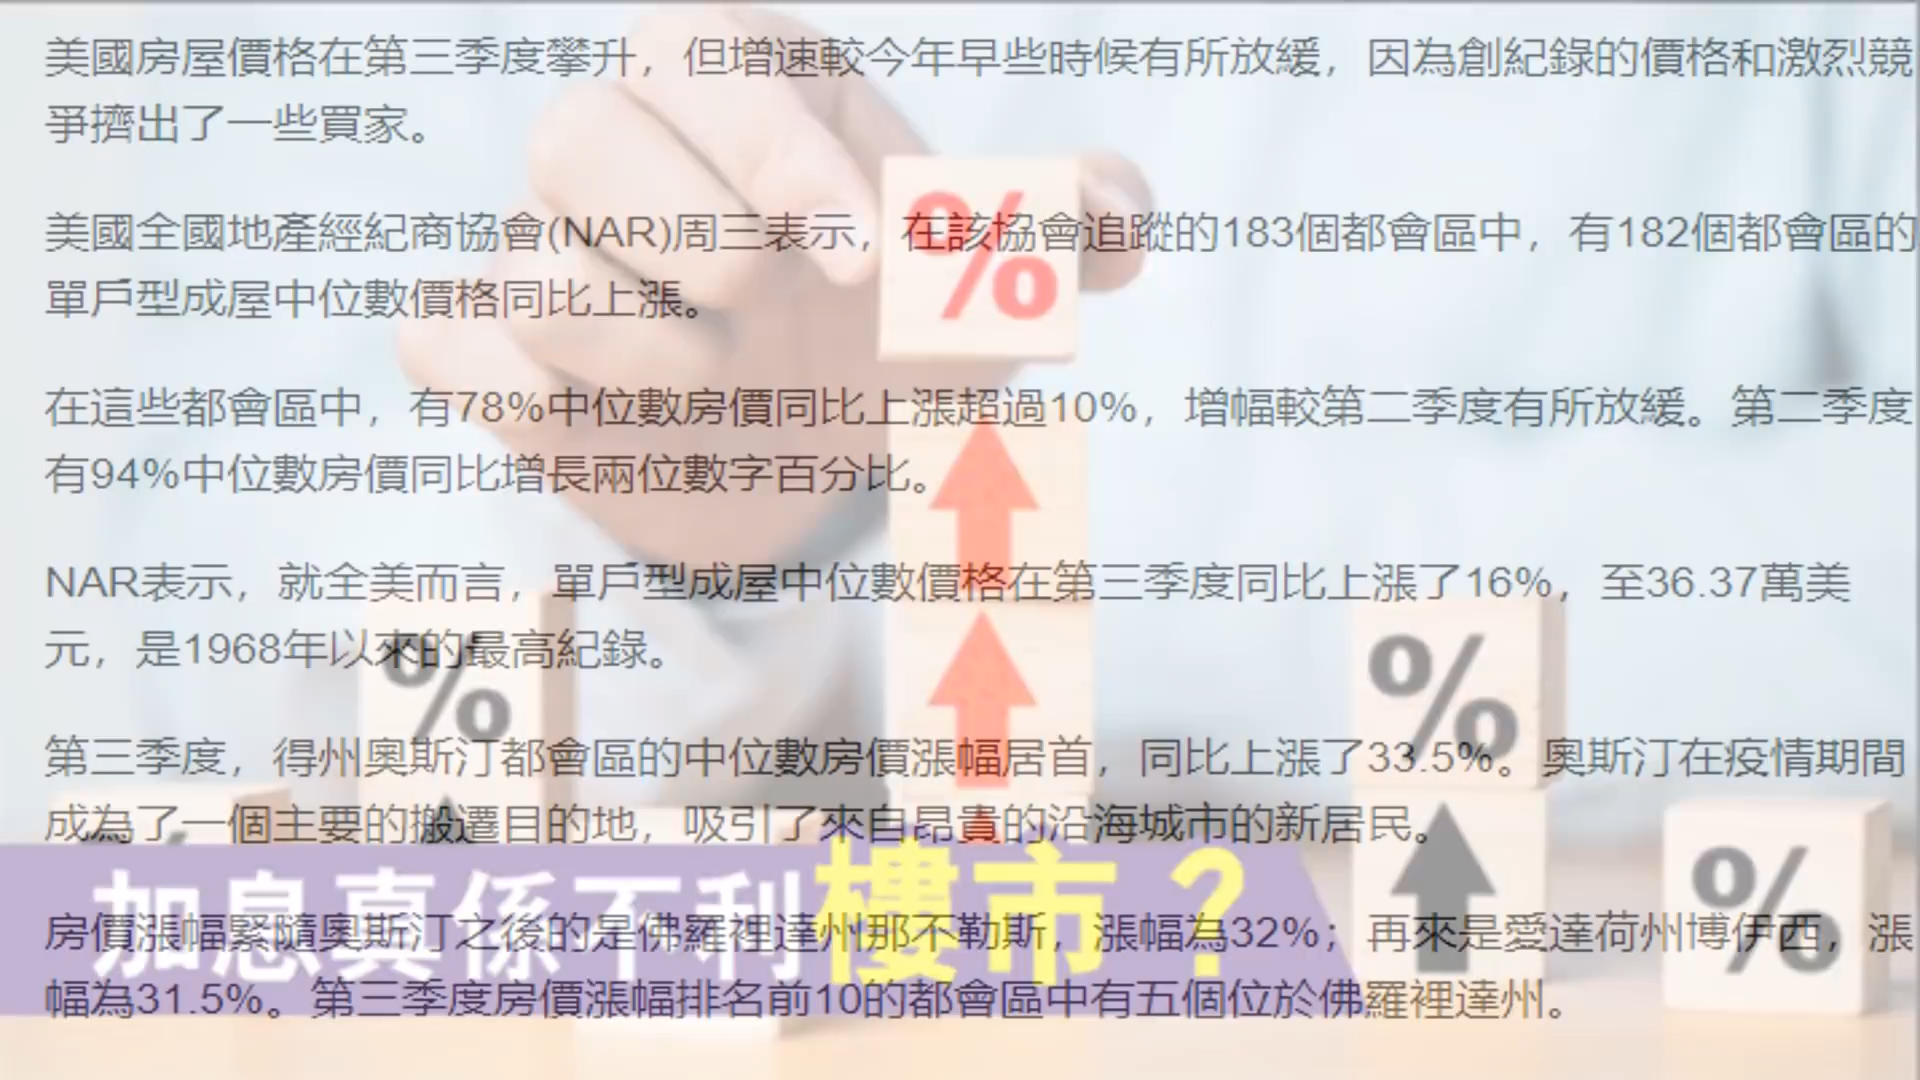 美國房屋價格在第三季度攀升，但增速較今年早些時候有所放緩，因為創紀錄的價格和激烈競
爭擠出了一些買家。
美國全國地產經紀商協會(NAR)周三表示，在該協會追蹤的183個都會區中，有182個都會區的
單戶型成屋中位數價格同比上漲。
在這些都會區中，有78%中位數房價同比上漲超過10%，增幅較第二季度有所放緩。第二季度
有94%中位數房價同比增長兩位數字百分比。
NAR表示，就全美而言，單戶型成屋中位數價格在第三季度同比上漲了16%，至36.37萬美
元，是1968年以來的最高紀錄。
第三季度，得州奧斯汀都會區的中位數房價漲幅居首，同比上漲了33.5%。奧斯汀在疫情期間
成為了一個主要的搬遷目的地，吸引了來自昂貴的沿海城市的新居民。
房價漲幅緊隨奧斯汀之後的是佛羅裡達州那不勒斯，漲幅為32%；再來是愛達荷州博伊西，漲
幅為31.5%。第三季度房價漲幅排名前10的都會區中有五個位於佛羅裡達州。
加息真係不利樓市？
%
%
%
%